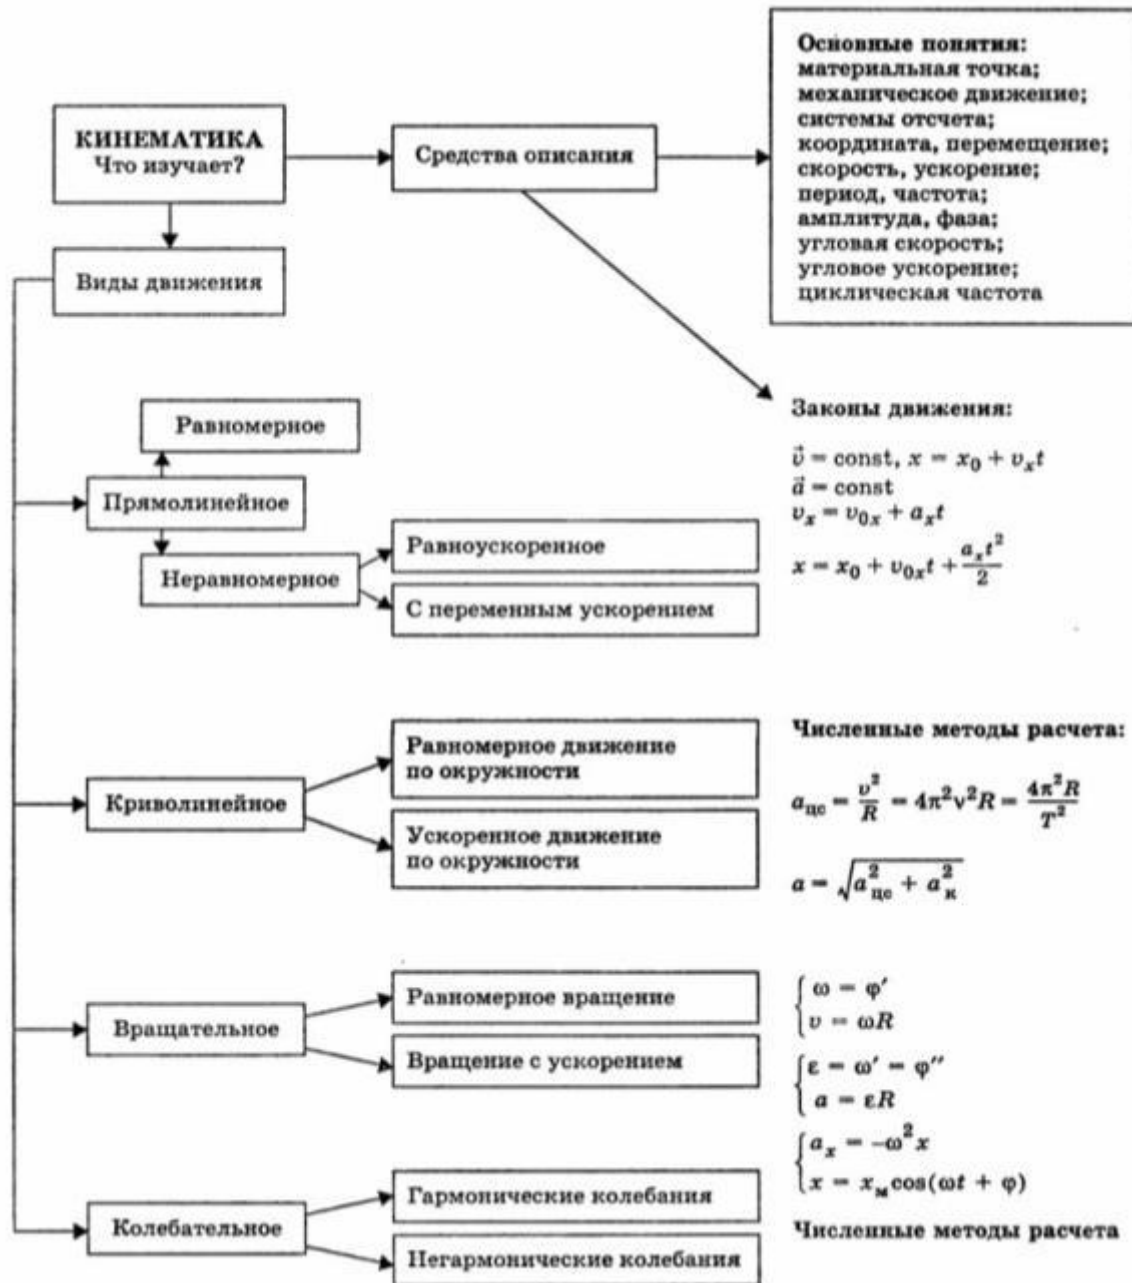 КИНЕМАТИКА
Что изучает?
Средства описания
Основные понятия:
материальная точка;
механическое движение;
системы отсчета;
координата, перемещение;
скорость, ускорение;
период, частота;
амплитуда, фаза;
угловая скорость;
угловое ускорение;
циклическая частота
Виды движения
Законы движения:
v⃗ = const, x = x₀ + vₓt
a⃗ = const
vₓ = v₀ₓ + aₓt
x = x₀ + v₀ₓt + aₓt²/2
Равномерное
Прямолинейное
Неравномерное
Равноускоренное
С переменным ускорением
Численные методы расчета:
a_цс = v²/R = 4π²ν²R = 4π²R/T²
a = √(a²_цс + a²_к)
Криволинейное
Равномерное движение
по окружности
Ускоренное движение
по окружности
Вращательное
Равномерное вращение
Вращение с ускорением
ω = φ′
v = ωR
ε = ω′ = φ″
a = εR
aₓ = −ω²x
x = x_м cos(ωt + φ)
Колебательное
Гармонические колебания
Негармонические колебания
Численные методы расчета